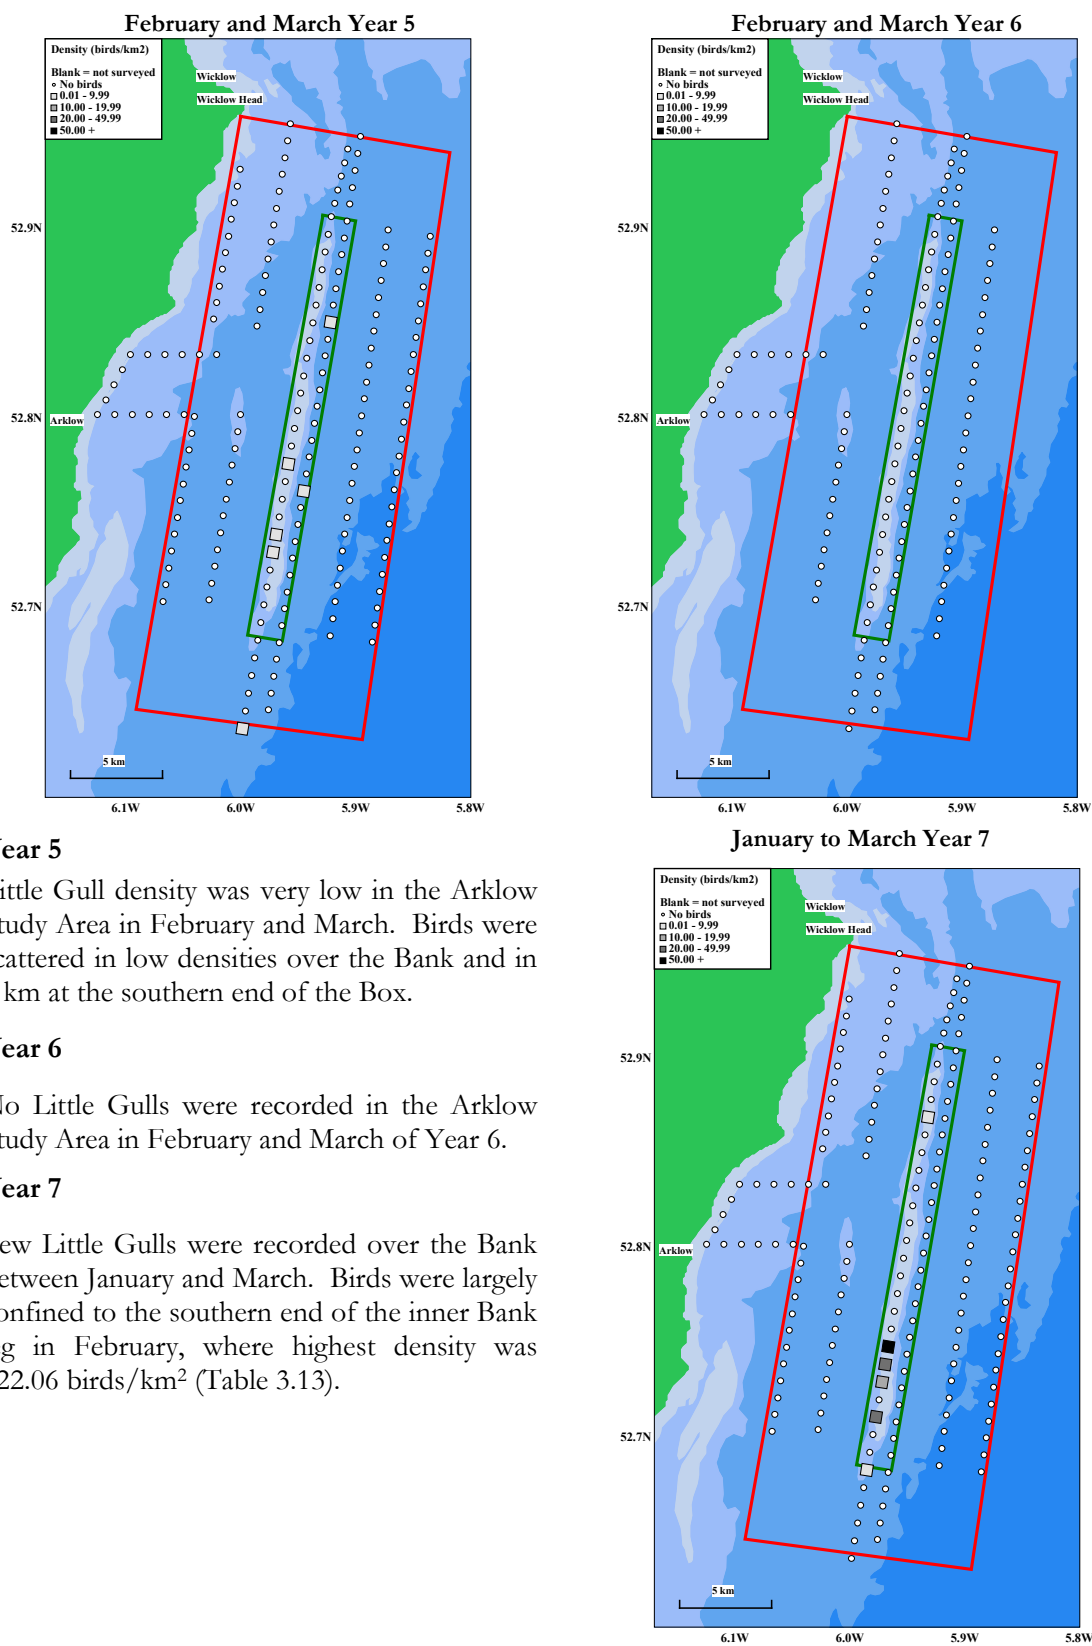 February and March Year 5
Density (birds/km2)
Blank = not surveyed
No birds
0.01 - 9.99
10.00 - 19.99
20.00 - 49.99
50.00 +
Wicklow
Wicklow Head
52.9N
52.8N
Arklow
52.7N
5 km
6.1W 6.0W 5.9W 5.8W
February and March Year 6
Density (birds/km2)
Blank = not surveyed
No birds
0.01 - 9.99
10.00 - 19.99
20.00 - 49.99
50.00 +
Wicklow
Wicklow Head
52.9N
52.8N
Arklow
52.7N
5 km
6.1W 6.0W 5.9W 5.8W
ear 5
ittle Gull density was very low in the Arklow
tudy Area in February and March. Birds were
cattered in low densities over the Bank and in
km at the southern end of the Box.
ear 6
No Little Gulls were recorded in the Arklow
tudy Area in February and March of Year 6.
ear 7
ew Little Gulls were recorded over the Bank
etween January and March. Birds were largely
onfined to the southern end of the inner Bank
g in February, where highest density was
22.06 birds/km² (Table 3.13).
January to March Year 7
Density (birds/km2)
Blank = not surveyed
No birds
0.01 - 9.99
10.00 - 19.99
20.00 - 49.99
50.00 +
Wicklow
Wicklow Head
52.9N
52.8N
Arklow
52.7N
5 km
6.1W 6.0W 5.9W 5.8W